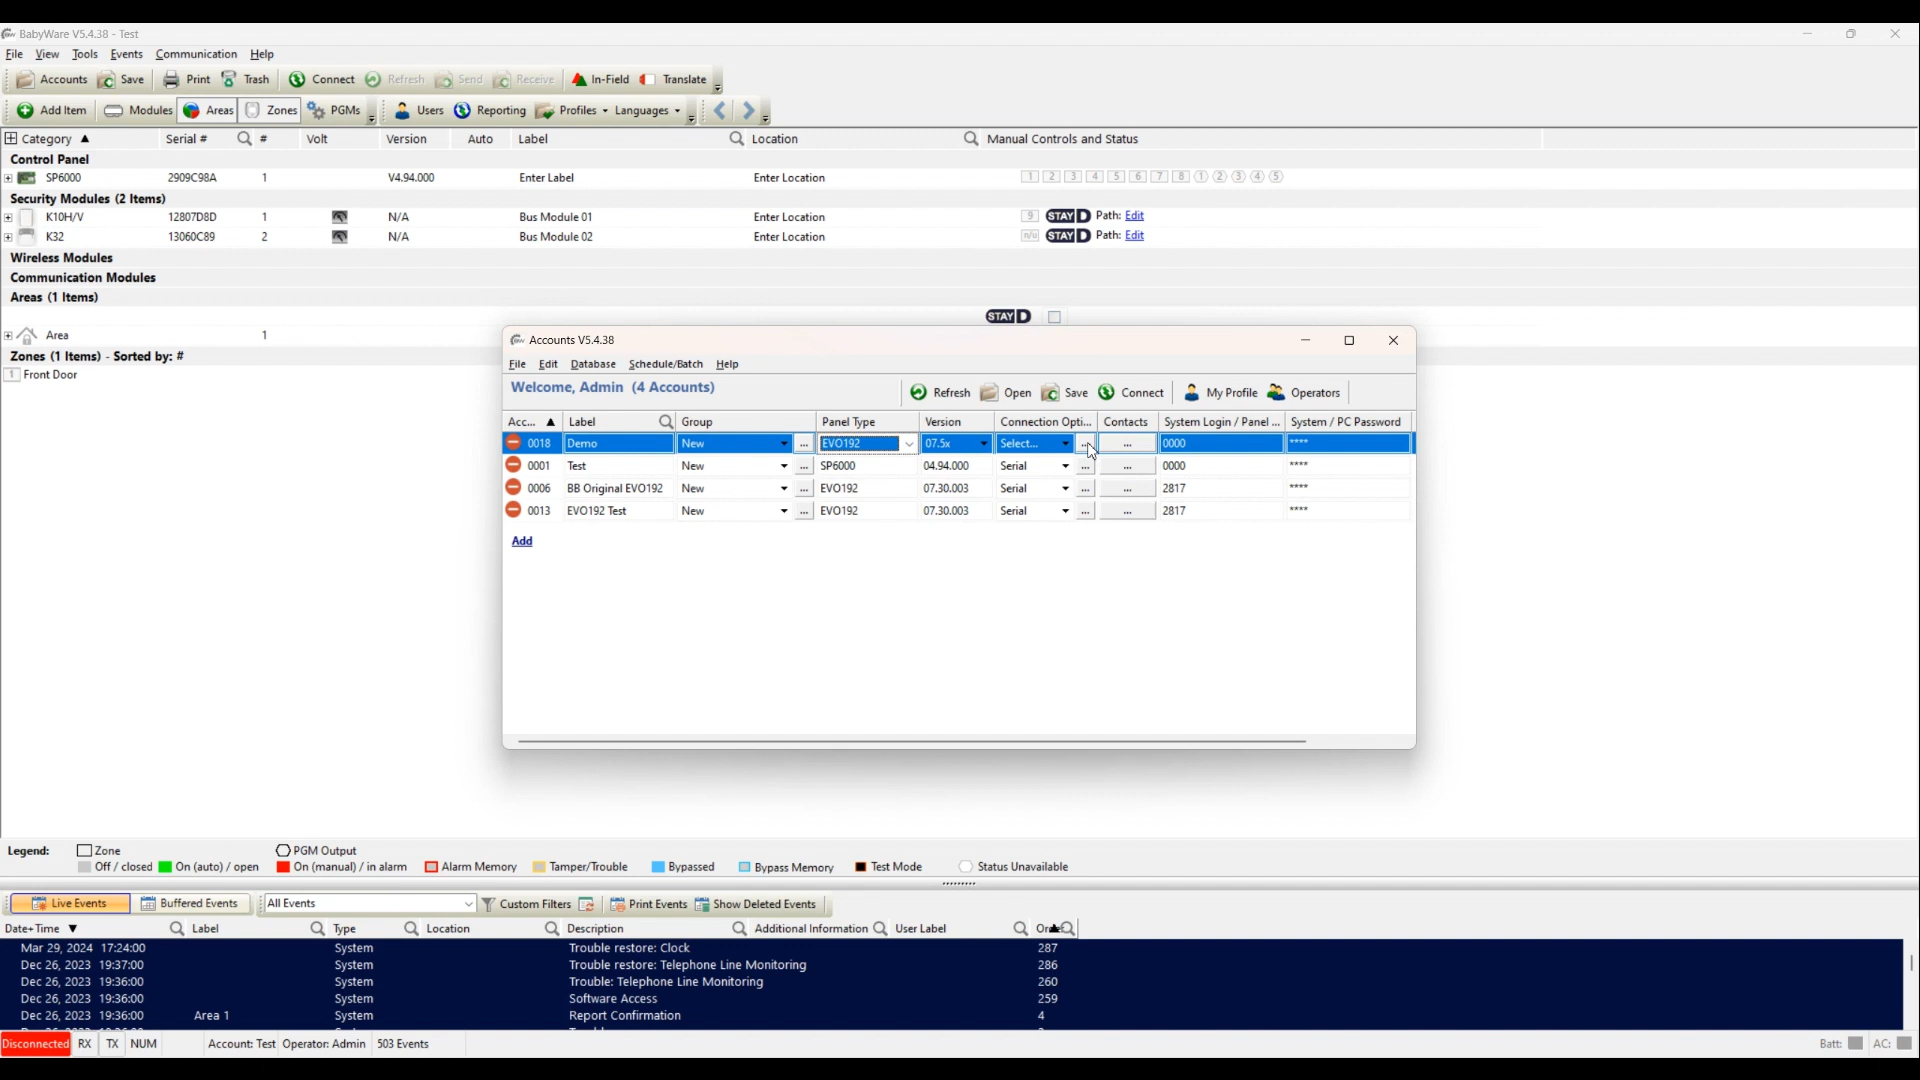 BabyWare V5.4.38 - Test
File View Tools Events Communication Help
Accounts Save Print Trash Connect Refresh Send Receive In-Field Translate
Add Item Modules Areas Zones PGMs Users Reporting Profiles Languages
Category Serial # # Volt Version Auto Label Location Manual Controls and Status
Control Panel
SP6000 2909C98A 1 V4.94.000 Enter Label Enter Location 1 2 3 4 5 6 7 8 1 2 3 4 5
Security Modules (2 Items)
K10H/V 12807D8D 1 N/A Bus Module 01 Enter Location 9 STAY D Path: Edit
K32 13060C89 2 N/A Bus Module 02 Enter Location n/u STAY D Path: Edit
Wireless Modules
Communication Modules
Areas (1 Items)
STAY D
Area 1
Zones (1 Items) - Sorted by: #
1 Front Door
Accounts V5.4.38
File Edit Database Schedule/Batch Help
Welcome, Admin (4 Accounts)
Refresh Open Save Connect My Profile Operators
Acc... Label Group Panel Type Version Connection Opti... Contacts System Login / Panel ... System / PC Password
0018 Demo New ... EVO192 07.5x Select... ... ... 0000 ****
0001 Test New ... SP6000 04.94.000 Serial ... ... 0000 ****
0006 BB Original EVO192 New ... EVO192 07.30.003 Serial ... ... 2817 ****
0013 EVO192 Test New ... EVO192 07.30.003 Serial ... ... 2817 ****
Add
Legend: Zone PGM Output
Off / closed On (auto) / open On (manual) / in alarm Alarm Memory Tamper/Trouble Bypassed Bypass Memory Test Mode Status Unavailable
Live Events Buffered Events All Events Custom Filters Print Events Show Deleted Events
Date+Time Label Type Location Description Additional Information User Label
Mar 29, 2024 17:24:00 System Trouble restore: Clock 287
Dec 26, 2023 19:37:00 System Trouble restore: Telephone Line Monitoring 286
Dec 26, 2023 19:36:00 System Trouble: Telephone Line Monitoring 260
Dec 26, 2023 19:36:00 System Software Access 259
Dec 26, 2023 19:36:00 Area 1 System Report Confirmation 4
Disconnected RX TX NUM Account: Test Operator: Admin 503 Events Batt: AC: